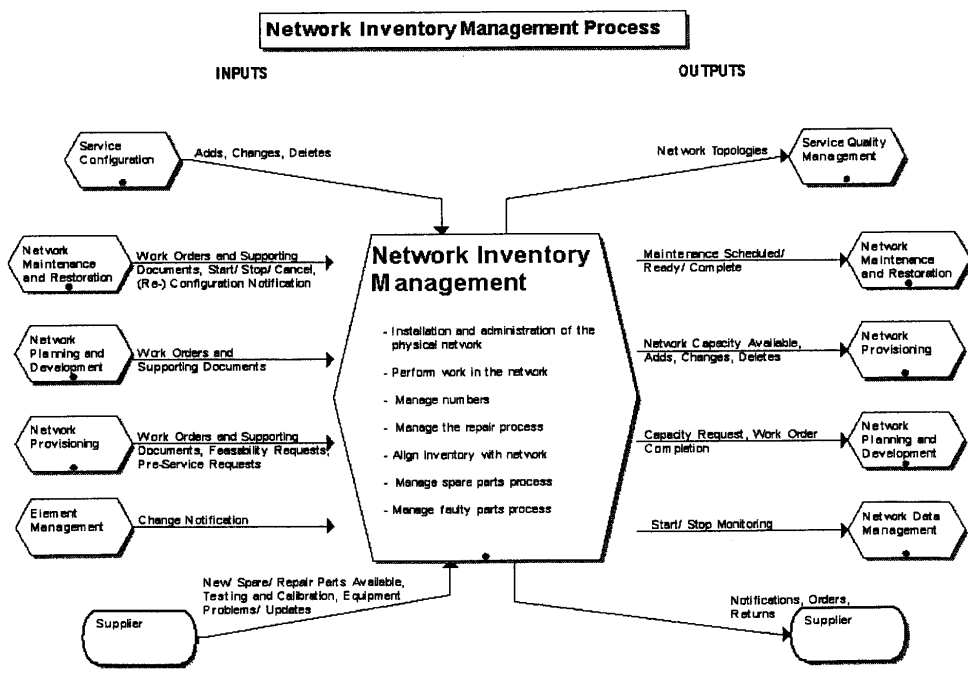 Network Inventory Management Process
INPUTS
OUTPUTS
Service
Configuration
Adds, Changes, Deletes
Network Topologies
Service Quality
Management
Network
Maintenance
and Restoration
Work Orders and Supporting
Documents, Start/ Stop/ Cancel,
(Re-) Configuration Notification
Network
Planning and
Development
Work Orders and
Supporting Documents
Network
Provisioning
Work Orders and Supporting
Documents, Feasability Requests,
Pre-Service Requests
Element
Management
Change Notification
Supplier
New/ Spare/ Repair Parts Available,
Testing and Calibration, Equipment
Problems/ Updates
Network Inventory
Management
- Installation and administration of the
physical network
- Perform work in the network
- Manage numbers
- Manage the repair process
- Align inventory with network
- Manage spare parts process
- Manage faulty parts process
Maintenance Scheduled/
Ready/ Complete
Network
Maintenance
and Restoration
Network Capacity Available,
Adds, Changes, Deletes
Network
Provisioning
Capacity Request, Work Order
Completion
Network
Planning and
Development
Start/ Stop Monitoring
Network Data
Management
Notifications, Orders,
Returns
Supplier